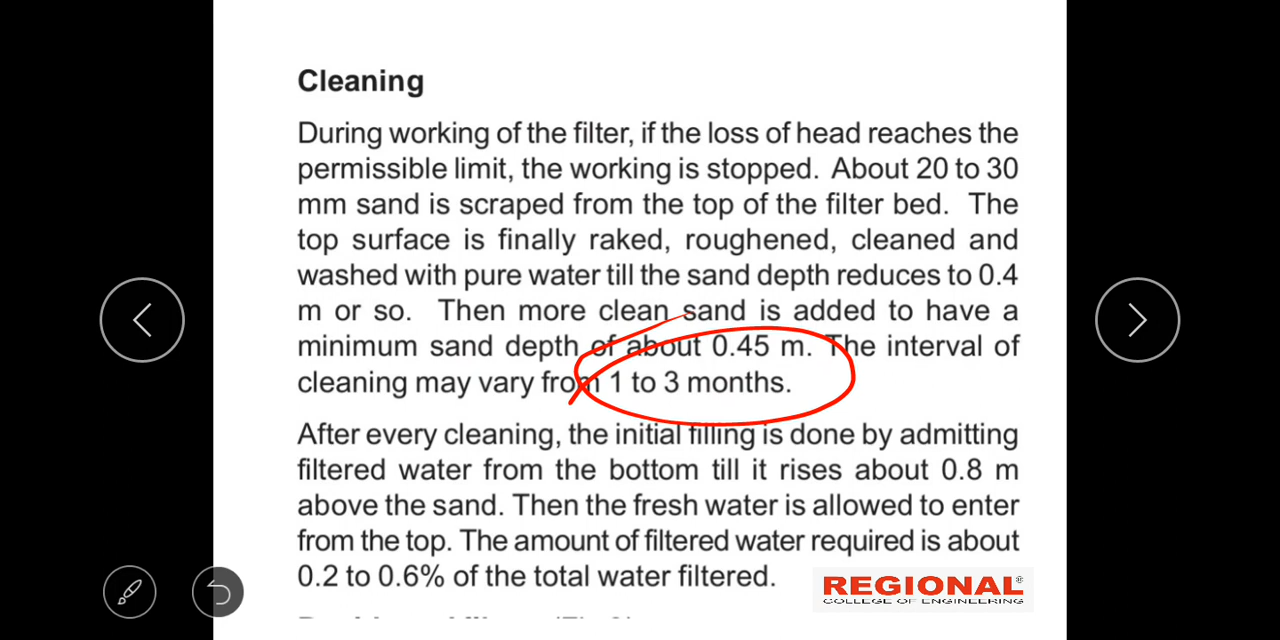 Cleaning
During working of the filter, if the loss of head reaches the
permissible limit, the working is stopped. About 20 to 30
mm sand is scraped from the top of the filter bed. The
top surface is finally raked, roughened, cleaned and
washed with pure water till the sand depth reduces to 0.4
m or so. Then more clean sand is added to have a
minimum sand depth of about 0.45 m. The interval of
cleaning may vary from 1 to 3 months.
After every cleaning, the initial filling is done by admitting
filtered water from the bottom till it rises about 0.8 m
above the sand. Then the fresh water is allowed to enter
from the top. The amount of filtered water required is about
0.2 to 0.6% of the total water filtered.
REGIONAL®
COLLEGE OF ENGINEERING